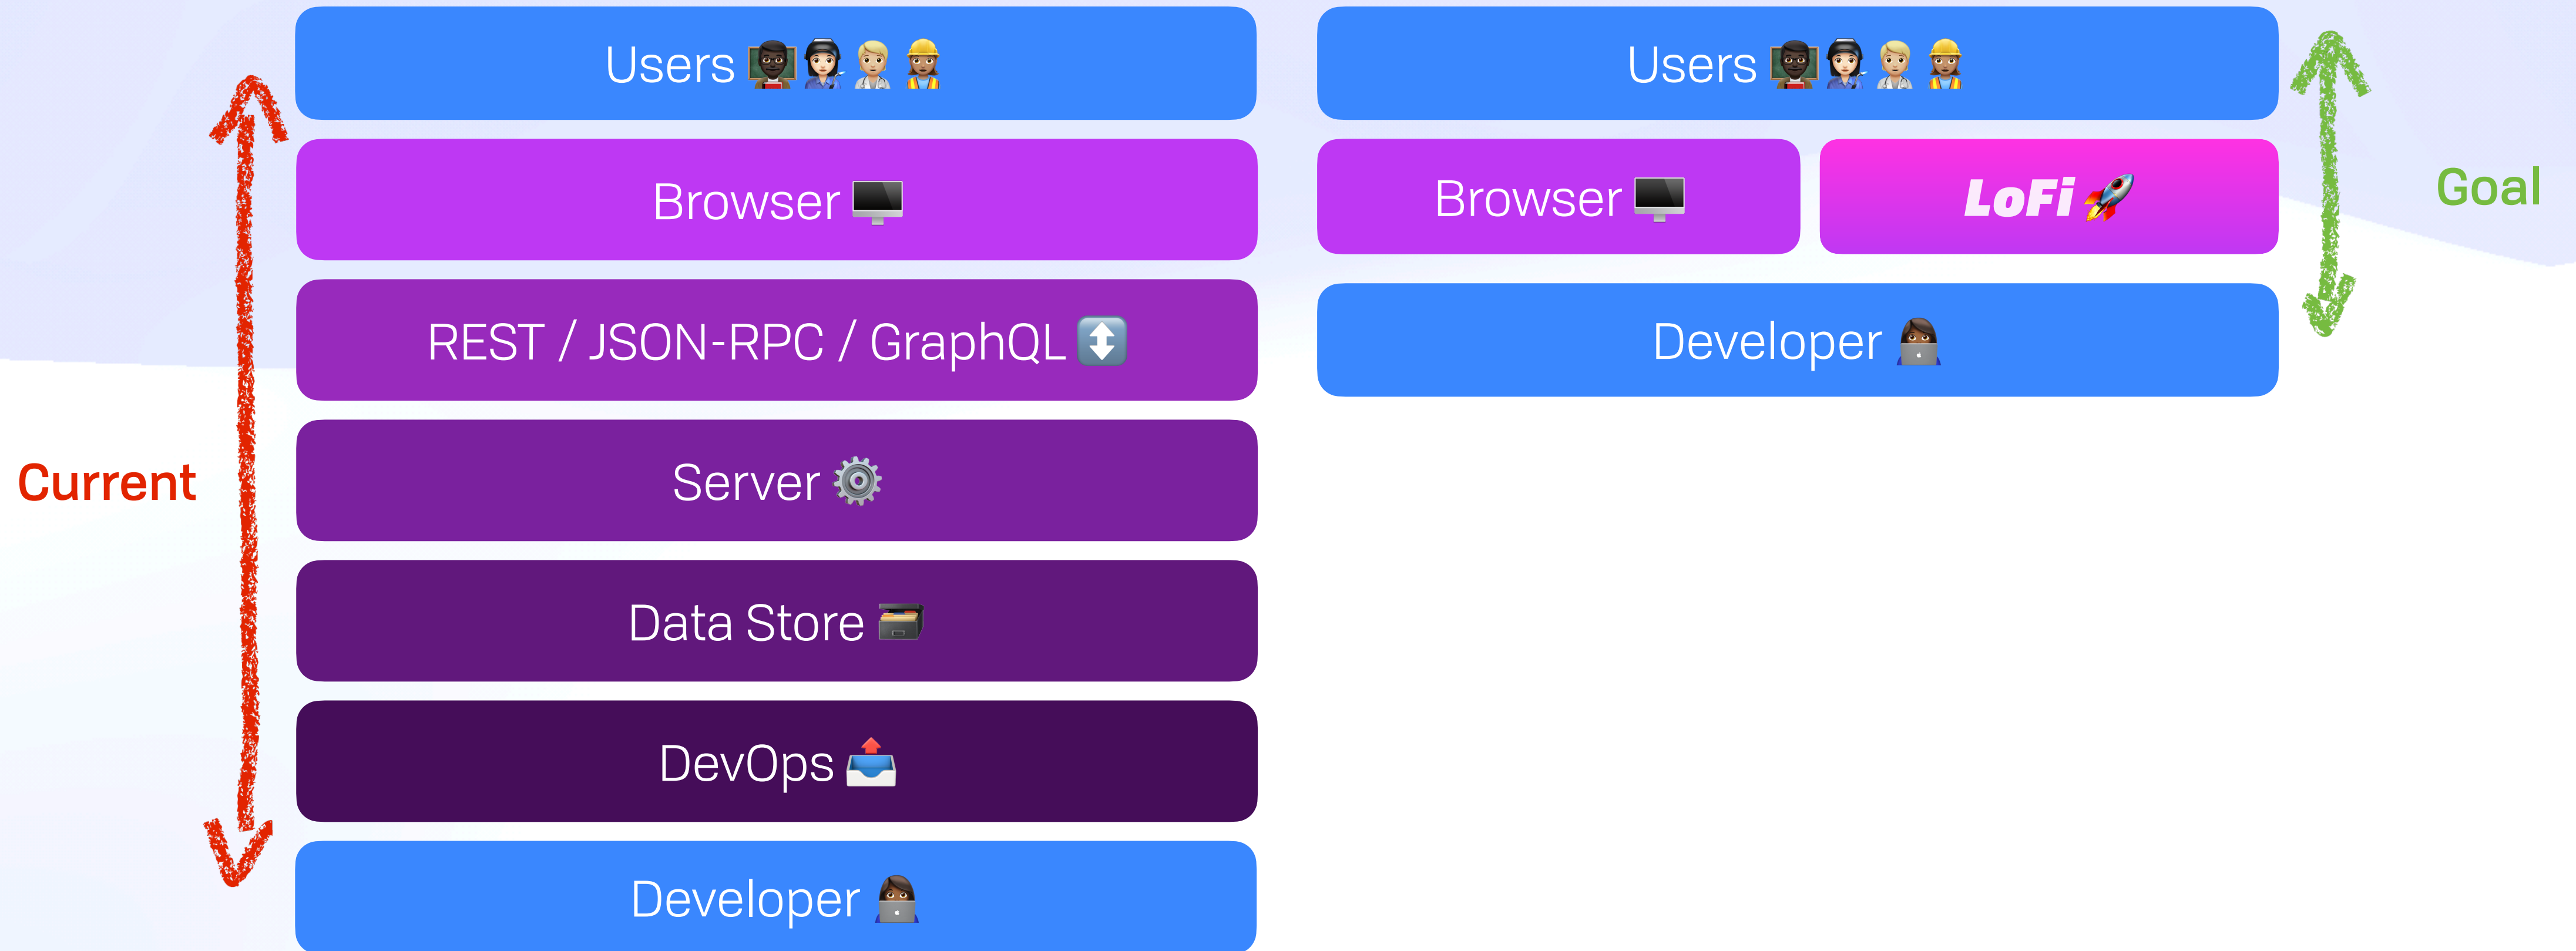 Users 👨🏿‍🏫👩🏻‍🏭🧑🏼‍⚕️👷🏽‍♀️
Browser 🖥️
REST / JSON-RPC / GraphQL ↕️
Server ⚙️
Data Store 🗃️
DevOps 📤
Developer 👩🏾‍💻
Current
Users 👨🏿‍🏫👩🏻‍🏭🧑🏼‍⚕️👷🏽‍♀️
Browser 🖥️
LoFi 🚀
Developer 👩🏾‍💻
Goal